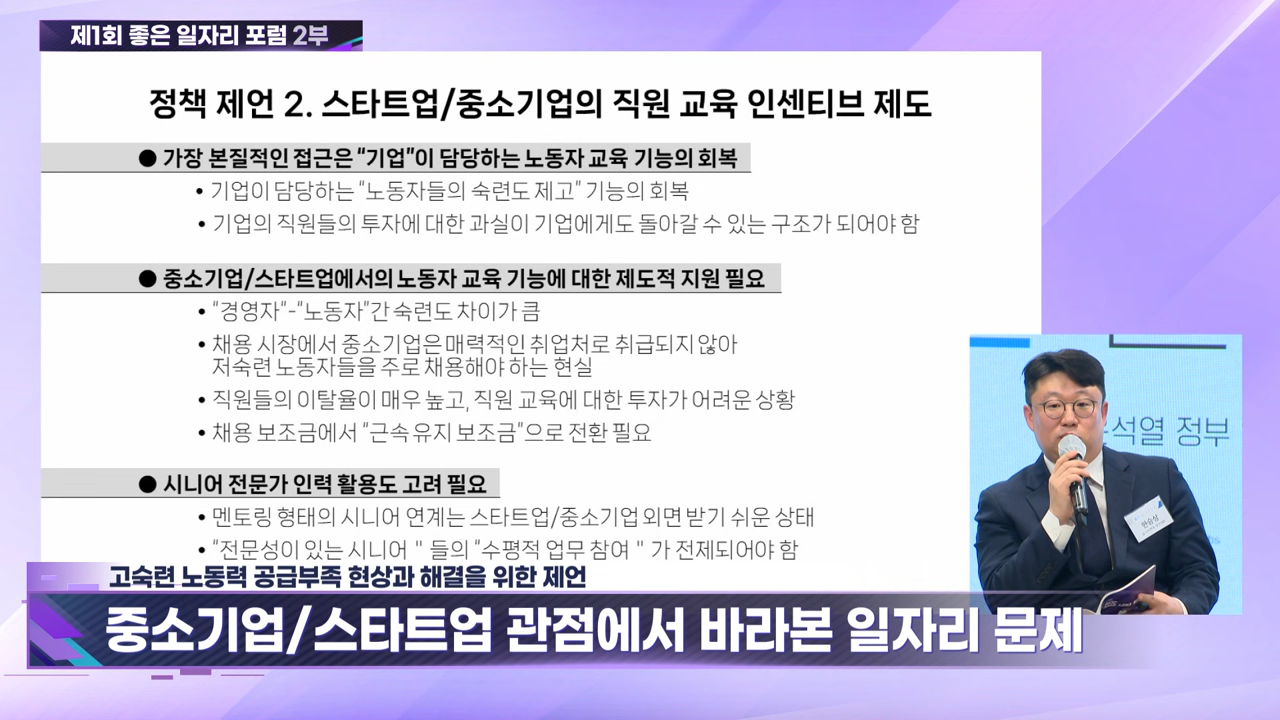 제1회 좋은 일자리 포럼 2부
정책 제언 2. 스타트업/중소기업의 직원 교육 인센티브 제도
● 가장 본질적인 접근은 “기업”이 담당하는 노동자 교육 기능의 회복
• 기업이 담당하는 “노동자들의 숙련도 제고” 기능의 회복
• 기업의 직원들의 투자에 대한 과실이 기업에게도 돌아갈 수 있는 구조가 되어야 함
● 중소기업/스타트업에서의 노동자 교육 기능에 대한 제도적 지원 필요
• “경영자“-“노동자”간 숙련도 차이가 큼
• 채용 시장에서 중소기업은 매력적인 취업처로 취급되지 않아
저숙련 노동자들을 주로 채용해야 하는 현실
• 직원들의 이탈율이 매우 높고, 직원 교육에 대한 투자가 어려운 상황
• 채용 보조금에서 “근속 유지 보조금”으로 전환 필요
● 시니어 전문가 인력 활용도 고려 필요
• 멘토링 형태의 시니어 연계는 스타트업/중소기업 외면 받기 쉬운 상태
• “전문성이 있는 시니어 " 들의 “수평적 업무 참여 " 가 전제되어야 함
석열 정부
한승성
고숙련 노동력 공급부족 현상과 해결을 위한 제언
중소기업/스타트업 관점에서 바라본 일자리 문제